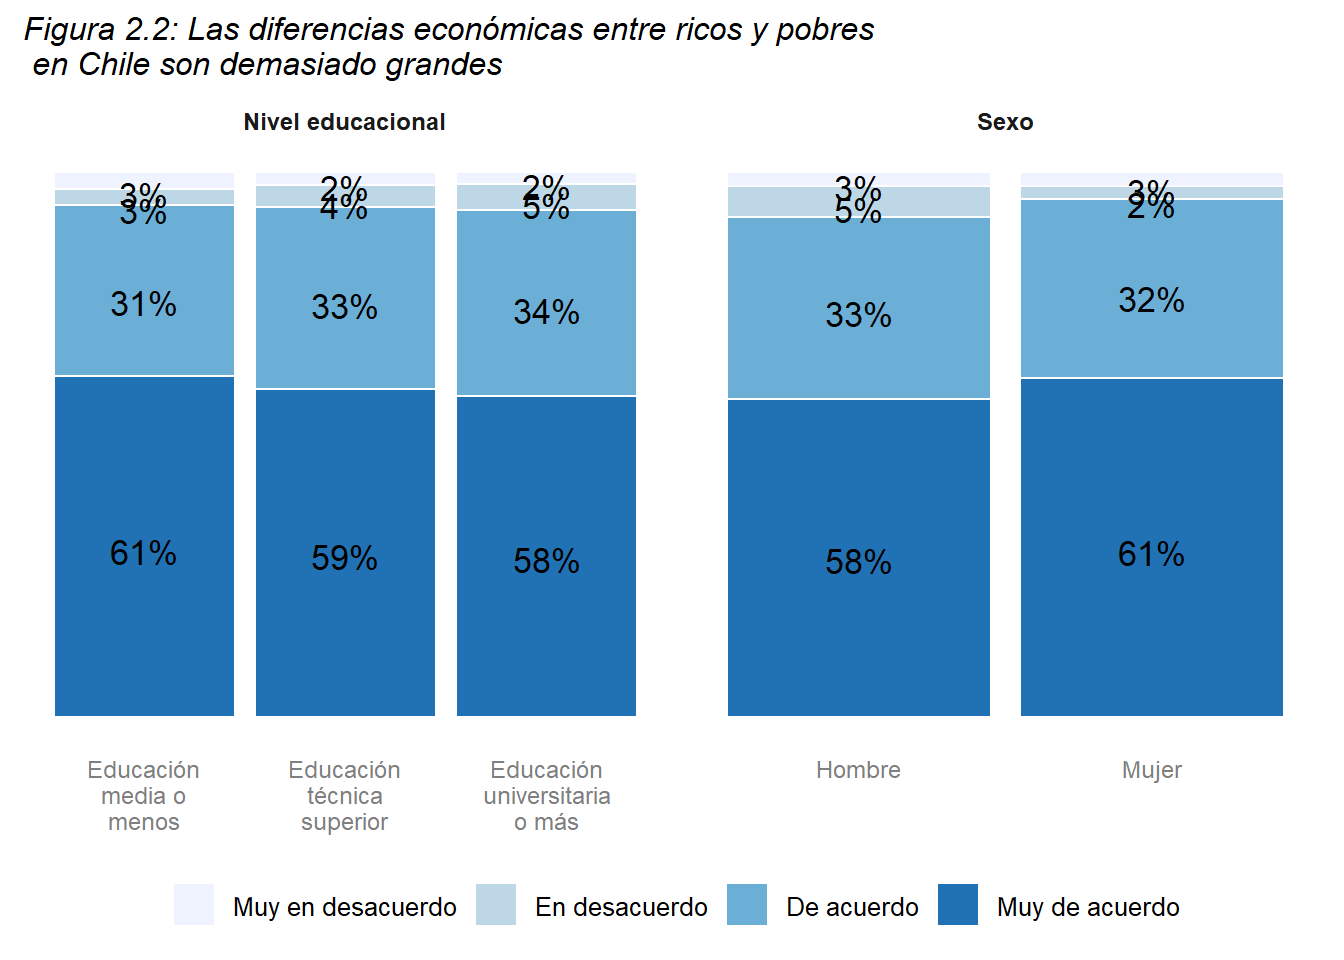 Figura 2.2: Las diferencias económicas entre ricos y pobres
en Chile son demasiado grandes
Nivel educacional
3%
3%
31%
61%
2%
4%
33%
59%
2%
5%
34%
58%
Educación
media o
menos
Educación
técnica
superior
Educación
universitaria
o más
Sexo
3%
5%
33%
58%
3%
2%
32%
61%
Hombre
Mujer
Muy en desacuerdo
En desacuerdo
De acuerdo
Muy de acuerdo